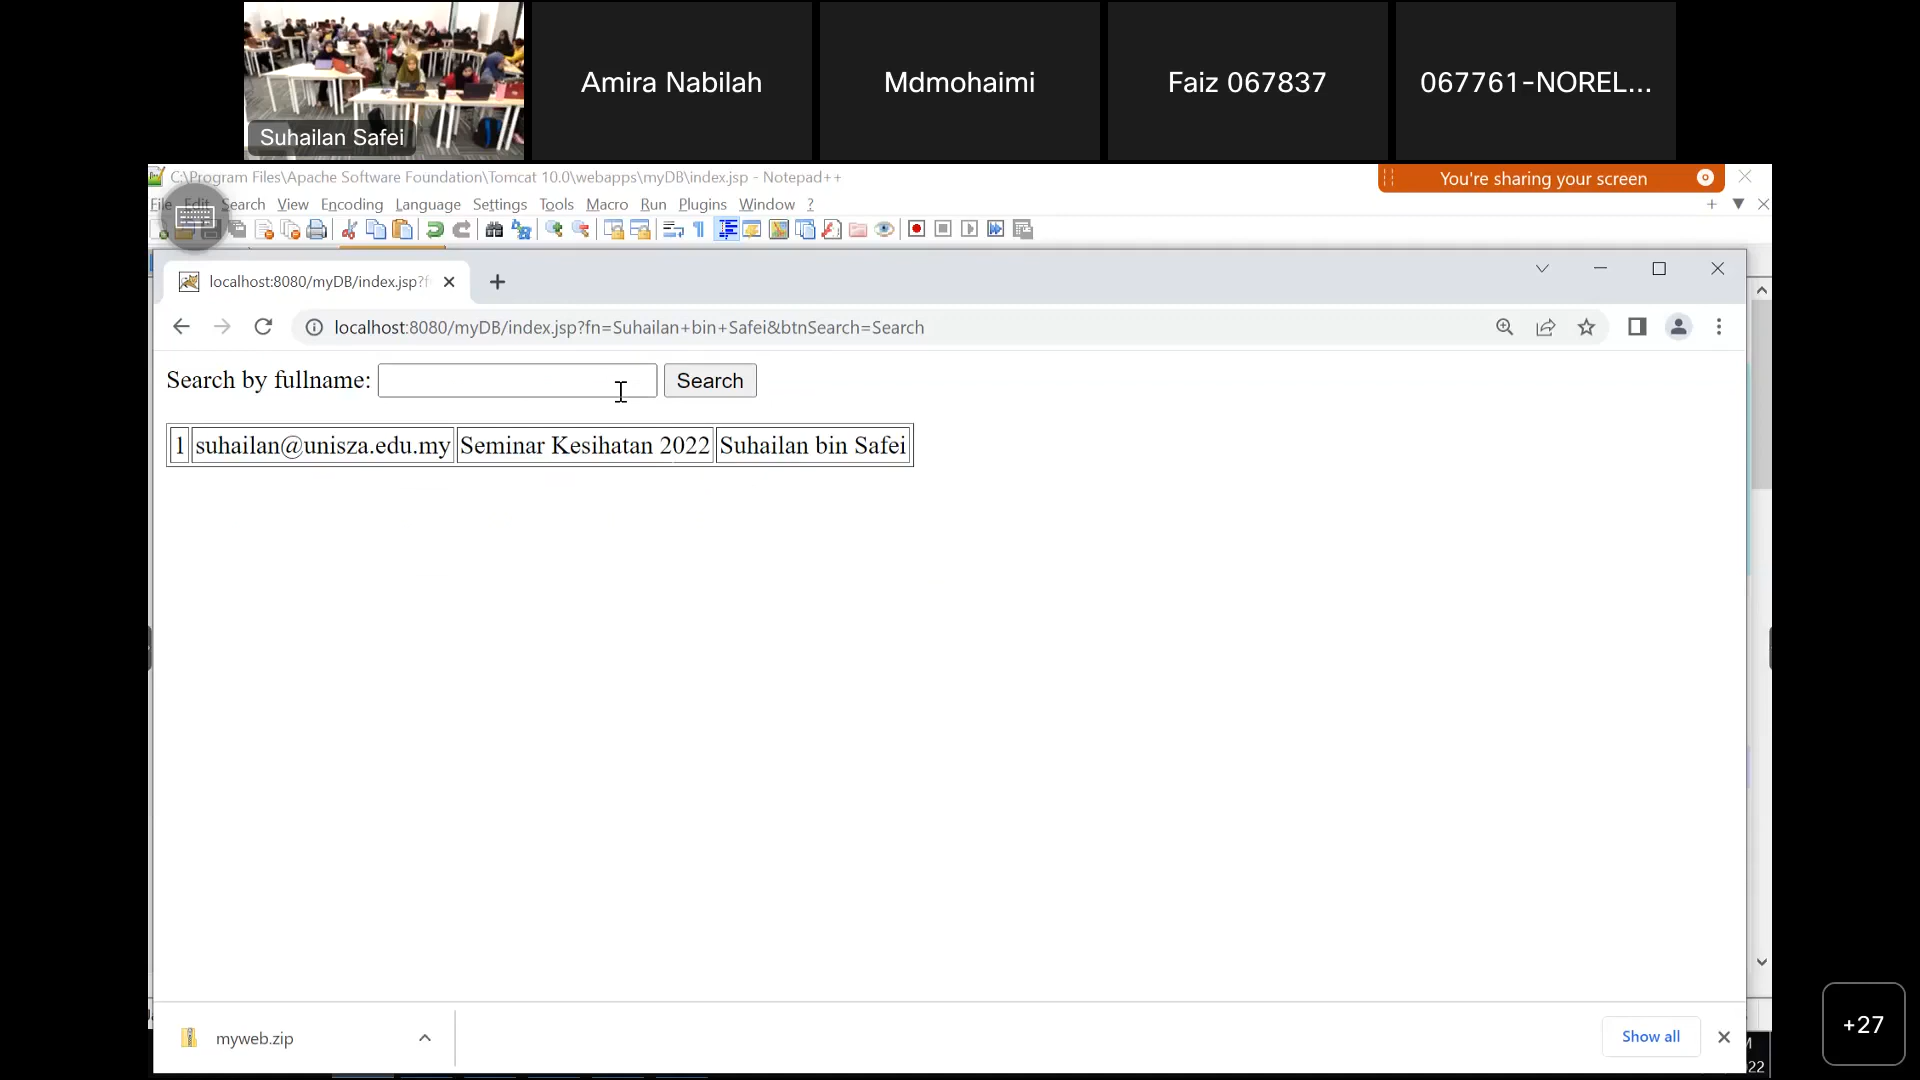 Suhailan Safei
Amira Nabilah
Mdmohaimi
Faiz 067837
067761-NOREL...
C:\Program Files\Apache Software Foundation\Tomcat 10.0\webapps\myDB\index.jsp - Notepad++
You're sharing your screen
File Edit Search View Encoding Language Settings Tools Macro Run Plugins Window ?
localhost:8080/myDB/index.jsp?f
localhost:8080/myDB/index.jsp?fn=Suhailan+bin+Safei&btnSearch=Search
Search by fullname: Search
1 suhailan@unisza.edu.my Seminar Kesihatan 2022 Suhailan bin Safei
myweb.zip
Show all
+27